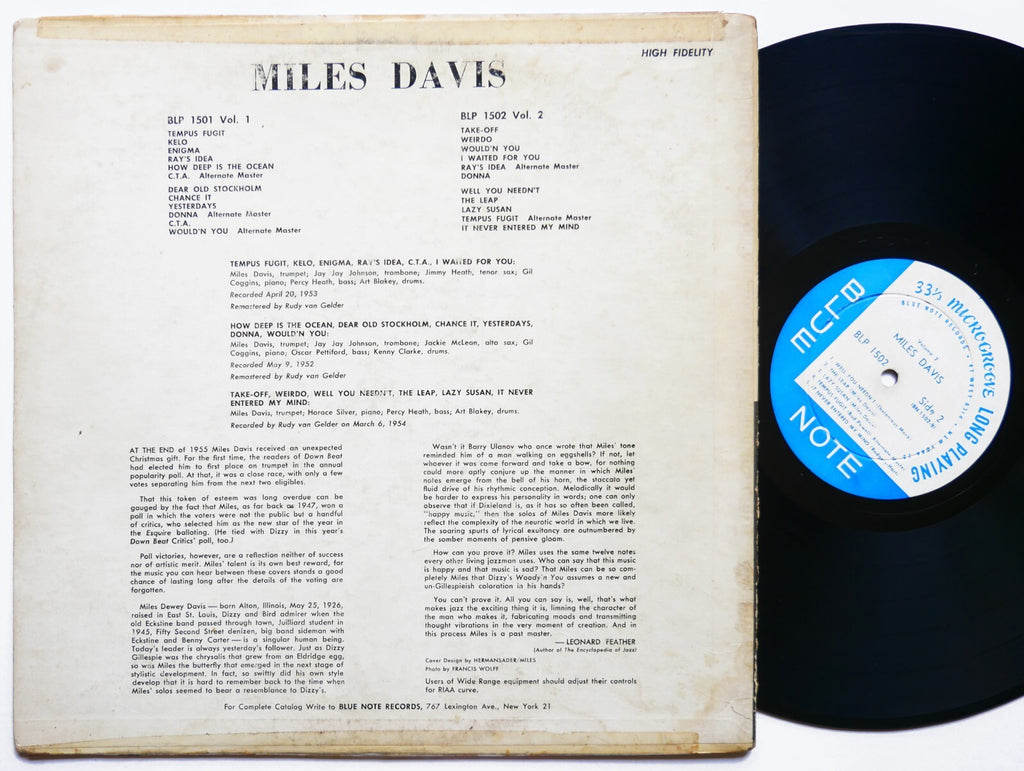 HIGH FIDELITY
MILES DAVIS
BLP 1501 Vol. 1
TEMPUS FUGIT
KELO
ENIGMA
RAY'S IDEA
HOW DEEP IS THE OCEAN
C.T.A. Alternate Master
DEAR OLD STOCKHOLM
CHANCE IT
YESTERDAYS
DONNA Alternate Master
C.T.A.
WOULD'N YOU Alternate Master
BLP 1502 Vol. 2
TAKE-OFF
WEIRDO
WOULD'N YOU
I WAITED FOR YOU
RAY'S IDEA Alternate Master
DONNA
WELL YOU NEEDN'T
THE LEAP
LAZY SUSAN
TEMPUS FUGIT Alternate Master
IT NEVER ENTERED MY MIND
TEMPUS FUGIT, KELO, ENIGMA, RAY'S IDEA, C.T.A., I WAITED FOR YOU:
Miles Davis, trumpet; Jay Jay Johnson, trombone; Jimmy Heath, tenor sax; Gil
Coggins, piano; Percy Heath, bass; Art Blakey, drums.
Recorded April 20, 1953
Remastered by Rudy van Gelder
HOW DEEP IS THE OCEAN, DEAR OLD STOCKHOLM, CHANCE IT, YESTERDAYS,
DONNA, WOULD'N YOU:
Miles Davis, trumpet; Jay Jay Johnson, trombone; Jackie McLean, alto sax; Gil
Coggins, piano; Oscar Pettiford, bass; Kenny Clarke, drums.
Recorded May 9, 1952
Remastered by Rudy van Gelder
TAKE-OFF, WEIRDO, WELL YOU NEEDN'T, THE LEAP, LAZY SUSAN, IT NEVER
ENTERED MY MIND:
Miles Davis, trumpet; Horace Silver, piano; Percy Heath, bass; Art Blakey, drums.
Recorded by Rudy van Gelder on March 6, 1954
AT THE END of 1955 Miles Davis received an unexpected
Christmas gift. For the first time, the readers of Down Beat
had elected him to first place on trumpet in the annual
popularity poll. At that, it was a close race, with only a few
votes separating him from the next two eligibles.
That this token of esteem was long overdue can be
gauged by the fact that Miles, as far back as 1947, won a
poll in which the voters were not the public but a handful
of critics, who selected him as the new star of the year in
the Esquire balloting. (He tied with Dizzy in this year's
Down Beat Critics' poll, too.)
Poll victories, however, are a reflection neither of success
nor of artistic merit. Miles' talent is its own best reward, for
the music you can hear between these covers stands a good
chance of lasting long after the details of the voting are
forgotten.
Miles Dewey Davis — born Alton, Illinois, May 25, 1926,
raised in East St. Louis, Dizzy and Bird admirer when the
old Eckstine band passed through town, Juilliard student in
1945, Fifty Second Street denizen, big band sideman with
Eckstine and Benny Carter — is a singular human being.
Today's leader is always yesterday's follower. Just as Dizzy
Gillespie was the chrysalis that grew from an Eldridge egg,
so was Miles the butterfly that emerged in the next stage of
stylistic development. In fact, so swiftly did his own style
develop that it is hard to remember back to the time when
Miles' solos seemed to bear a resemblance to Dizzy's.
Wasn't it Barry Ulanov who once wrote that Miles' tone
reminded him of a man walking on eggshells? If not, let
whoever it was come forward and take a bow, for nothing
could more aptly conjure up the manner in which Miles'
notes emerge from the bell of his horn, the staccato yet
fluid drive of his rhythmic conception. Melodically it would
be harder to express his personality in words; one can only
observe that if Dixieland is, as it has so often been called,
"happy music," then the solos of Miles Davis more likely
reflect the complexity of the neurotic world in which we live.
The soaring spurts of lyrical exultancy are outnumbered by
the somber moments of pensive gloom.
How can you prove it? Miles uses the same twelve notes
every other living jazzman uses. Who can say that this music
is happy and that music is sad? That Miles can be so com-
pletely Miles that Dizzy's Woody'n You assumes a new and
un-Gillespieish coloration in his hands?
You can't prove it. All you can say is, well, that's what
makes jazz the exciting thing it is, limning the character of
the man who makes it, fabricating moods and transmitting
thought vibrations in the very moment of creation. And in
this process Miles is a past master.
— LEONARD FEATHER
(Author of The Encyclopedia of Jazz)
Cover Design by HERMANSADER/MILES
Photo by FRANCIS WOLFF
Users of Wide Range equipment should adjust their controls
for RIAA curve.
For Complete Catalog Write to BLUE NOTE RECORDS, 767 Lexington Ave., New York 21
BLUE
NOTE
33⅓ MICROGROOVE LONG PLAYING
BLUE NOTE RECORDS
Volume 2
MILES DAVIS
BLP 1502
Side 2
1. WELL YOU NEEDN'T
2. THE LEAP
3. LAZY SUSAN
4. TEMPUS FUGIT
5. IT NEVER ENTERED MY MIND